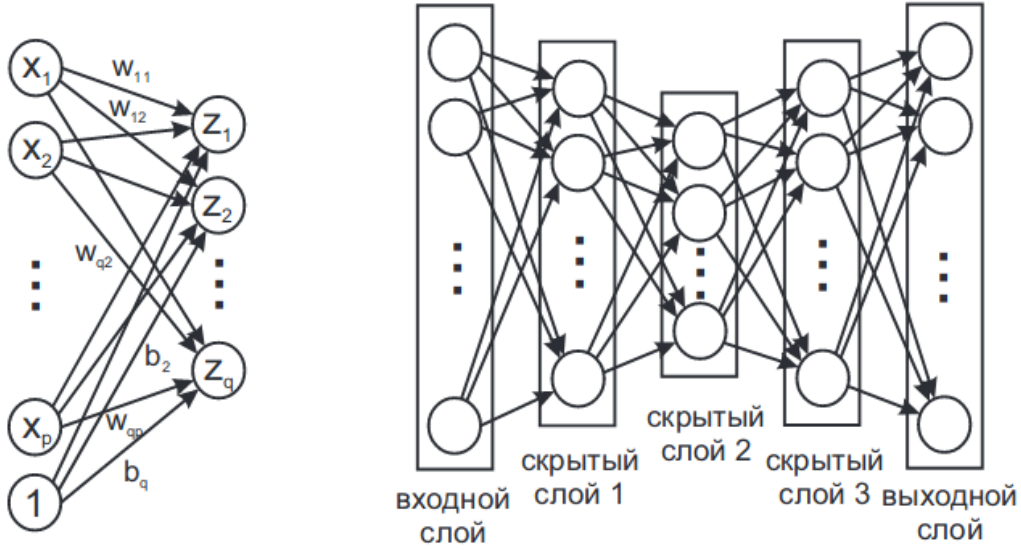 x1
w11
w12
z1
x2
z2
wq2
b2
zq
xp
wqp
bq
1
входной
слой
скрытый
слой 1
скрытый
слой 2
скрытый
слой 3
выходной
слой